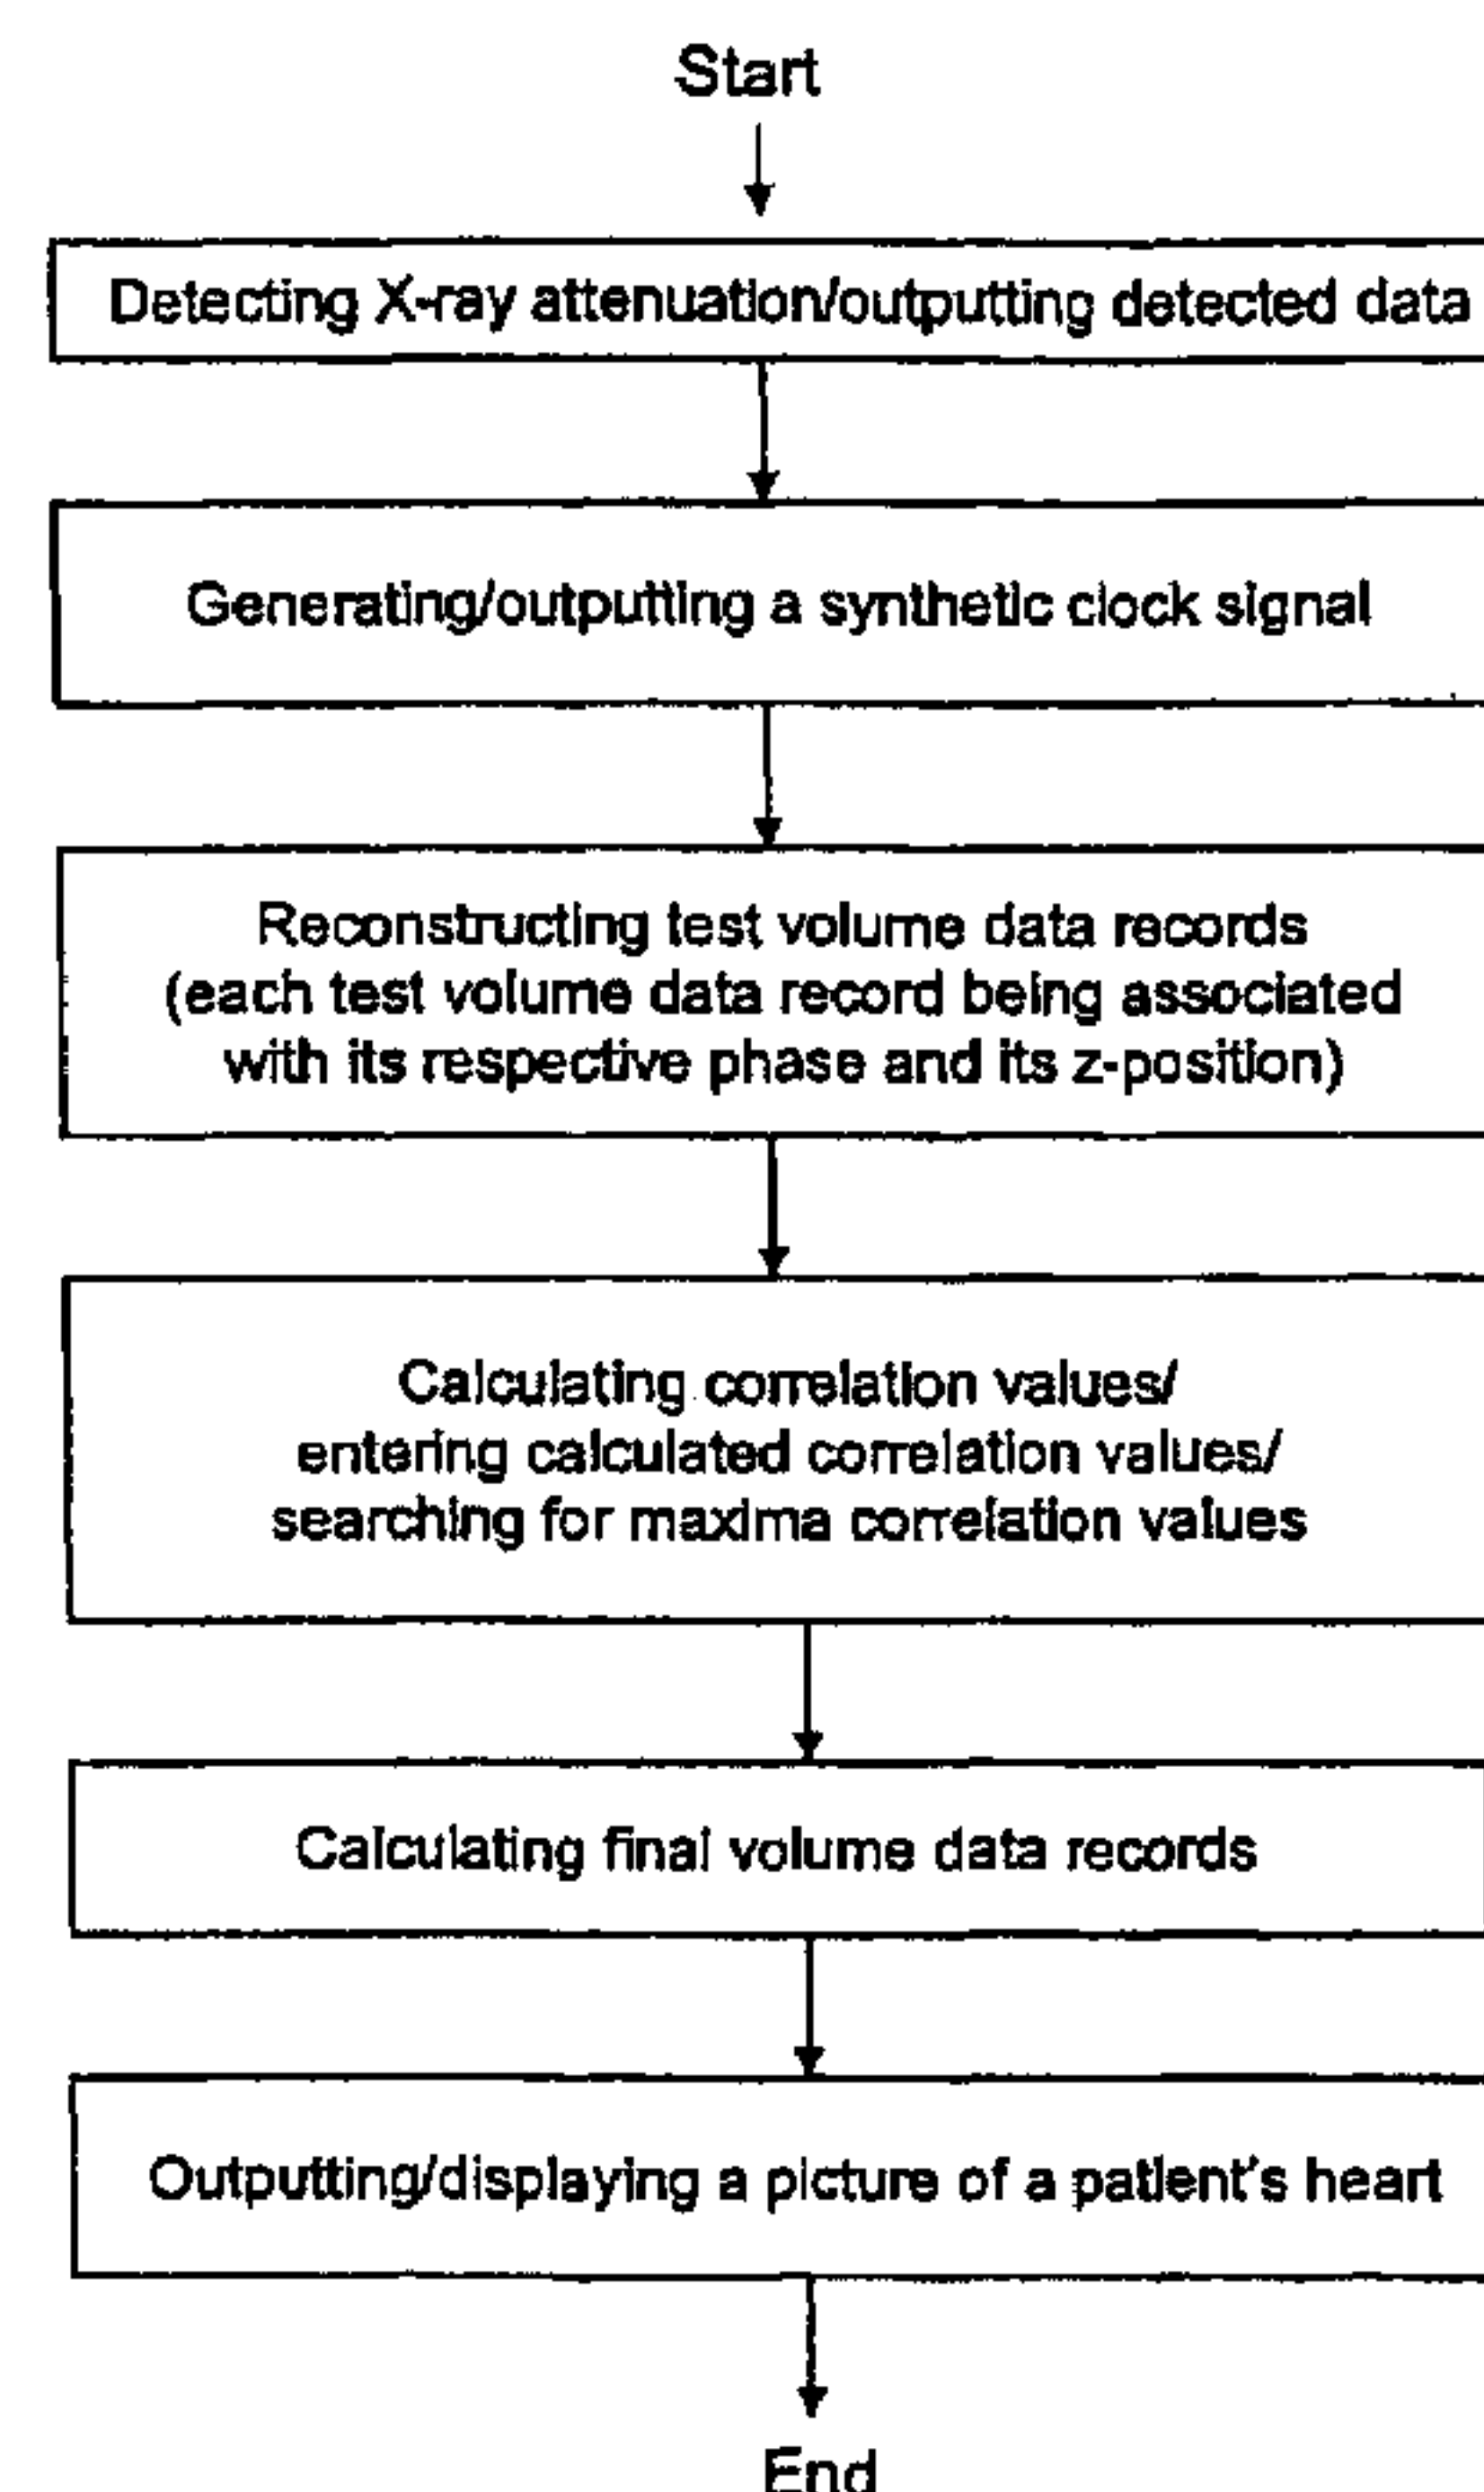 Start
Detecting X-ray attenuation/outputting detected data
Generating/outputting a synthetic clock signal
Reconstructing test volume data records
(each test volume data record being associated
with its respective phase and its z-position)
Calculating correlation values/
entering calculated correlation values/
searching for maxima correlation values
Calculating final volume data records
Outputting/displaying a picture of a patient's heart
End